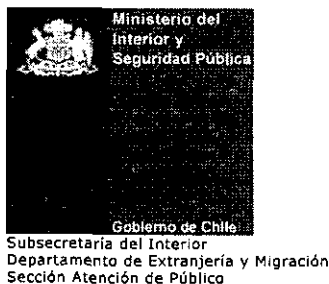 Ministerio del
Interior y
Seguridad Pública
Gobierno de Chile
Subsecretaría del Interior
Departamento de Extranjería y Migración
Sección Atención de Público